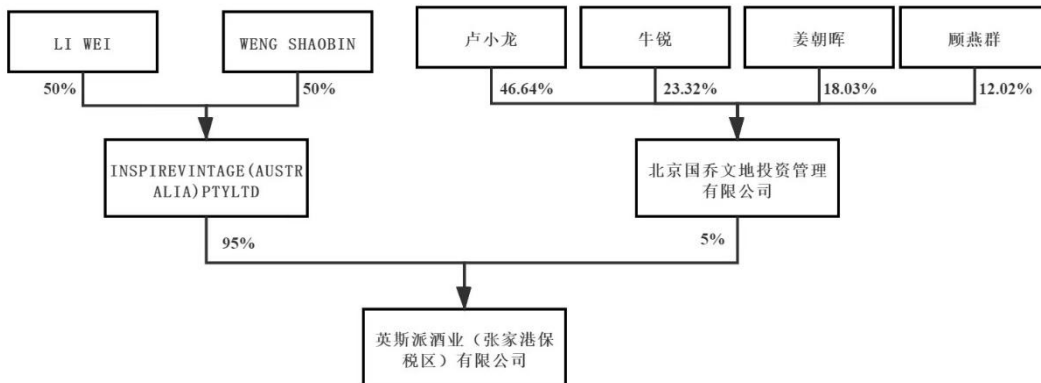 LI WEI
WENG SHAOBIN
卢小龙
牛锐
姜朝晖
顾燕群
50%
50%
46.64%
23.32%
18.03%
12.02%
INSPIREVINTAGE(AUSTR
ALIA)PTYLTD
北京国乔文地投资管理
有限公司
95%
5%
英斯派酒业（张家港保
税区）有限公司